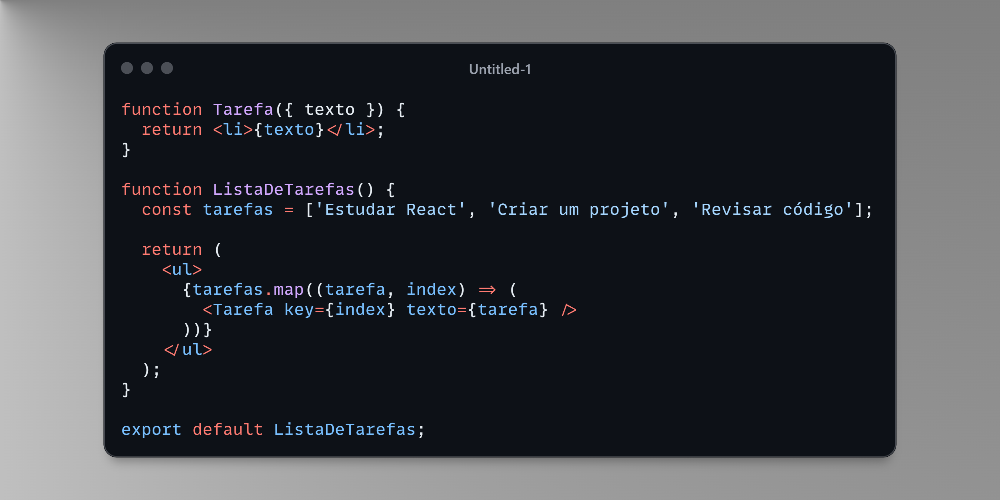 Untitled-1
function Tarefa({ texto }) {
  return <li>{texto}</li>;
}
function ListaDeTarefas() {
  const tarefas = ['Estudar React', 'Criar um projeto', 'Revisar código'];
  return (
    <ul>
      {tarefas.map((tarefa, index) => (
        <Tarefa key={index} texto={tarefa} />
      ))}
    </ul>
  );
}
export default ListaDeTarefas;